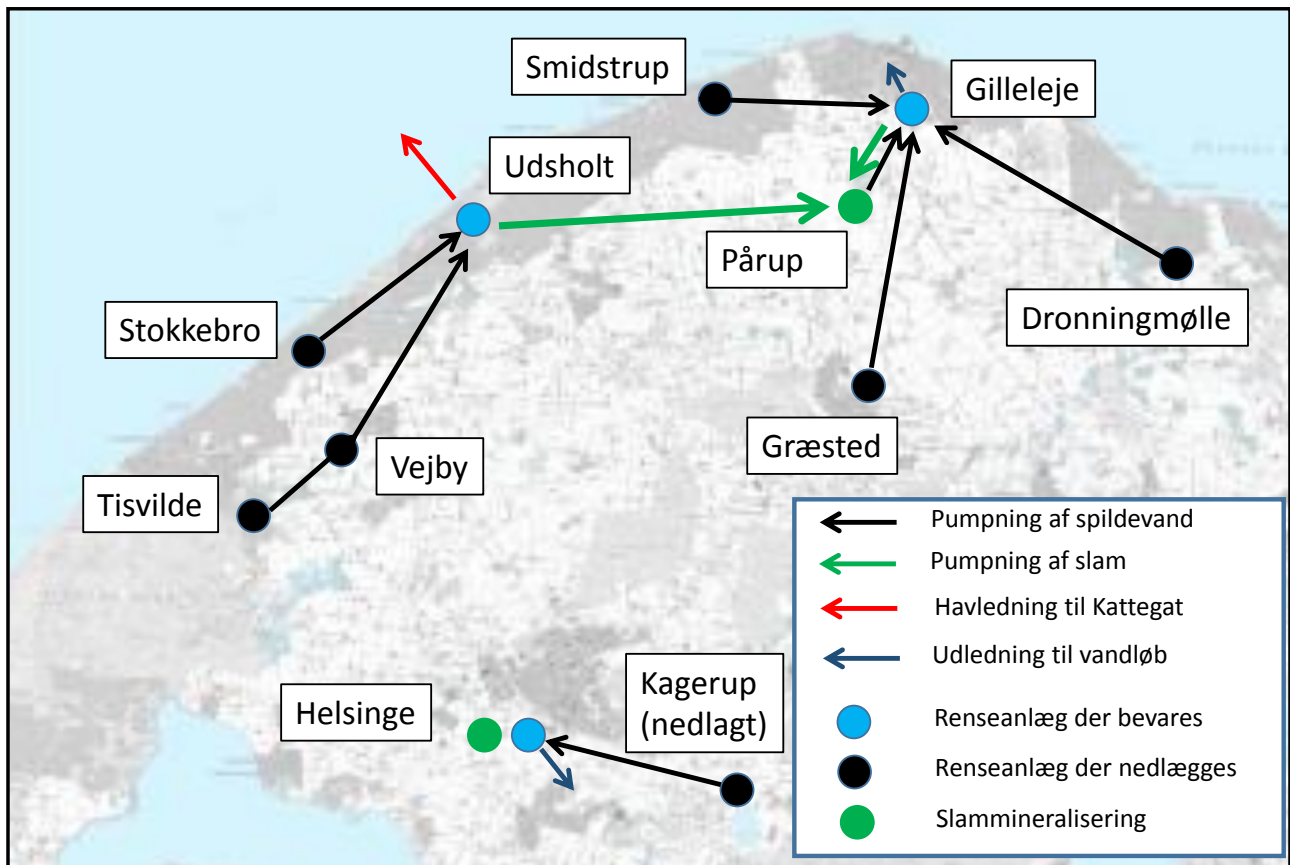 Smidstrup
Gilleleje
Udsholt
Pårup
Stokkebro
Dronningmølle
Græsted
Vejby
Tisvilde
Kagerup
(nedlagt)
Helsinge
Pumpning af spildevand
Pumpning af slam
Havledning til Kattegat
Udledning til vandløb
Renseanlæg der bevares
Renseanlæg der nedlægges
Slammineralisering